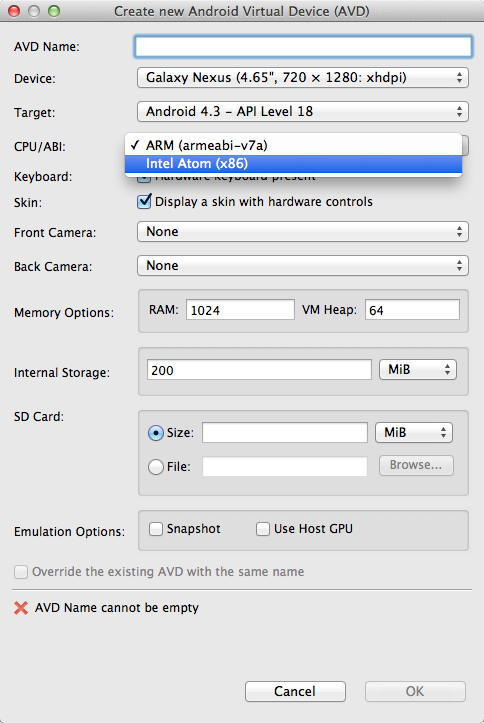 Create new Android Virtual Device (AVD)
AVD Name:
Device: Galaxy Nexus (4.65", 720 × 1280: xhdpi)
Target: Android 4.3 – API Level 18
CPU/ABI: ✓ ARM (armeabi-v7a)
Intel Atom (x86)
Keyboard: Hardware keyboard present
Skin: Display a skin with hardware controls
Front Camera: None
Back Camera: None
Memory Options: RAM: 1024 VM Heap: 64
Internal Storage: 200 MiB
SD Card:
Size: MiB
File: Browse...
Emulation Options: Snapshot Use Host GPU
Override the existing AVD with the same name
AVD Name cannot be empty
Cancel OK